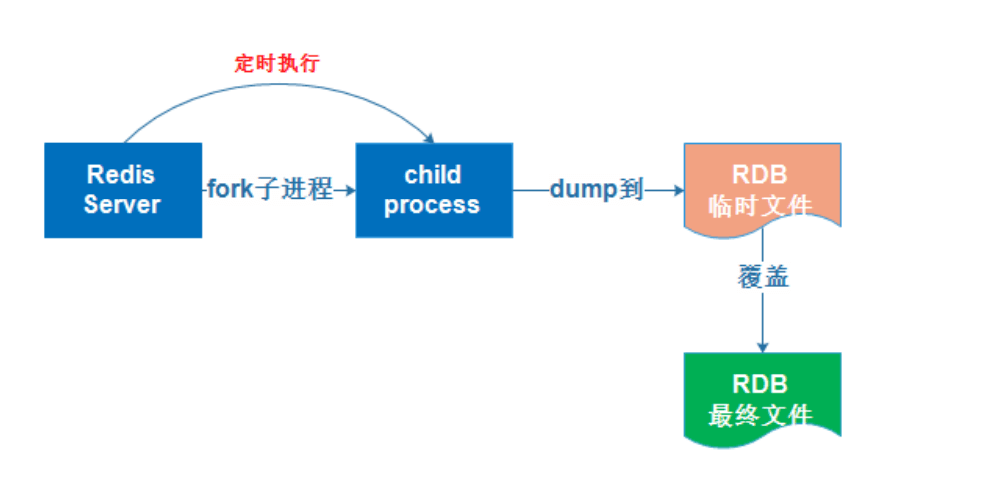 定时执行
Redis
Server
fork子进程
child
process
dump到
RDB
临时文件
覆盖
RDB
最终文件